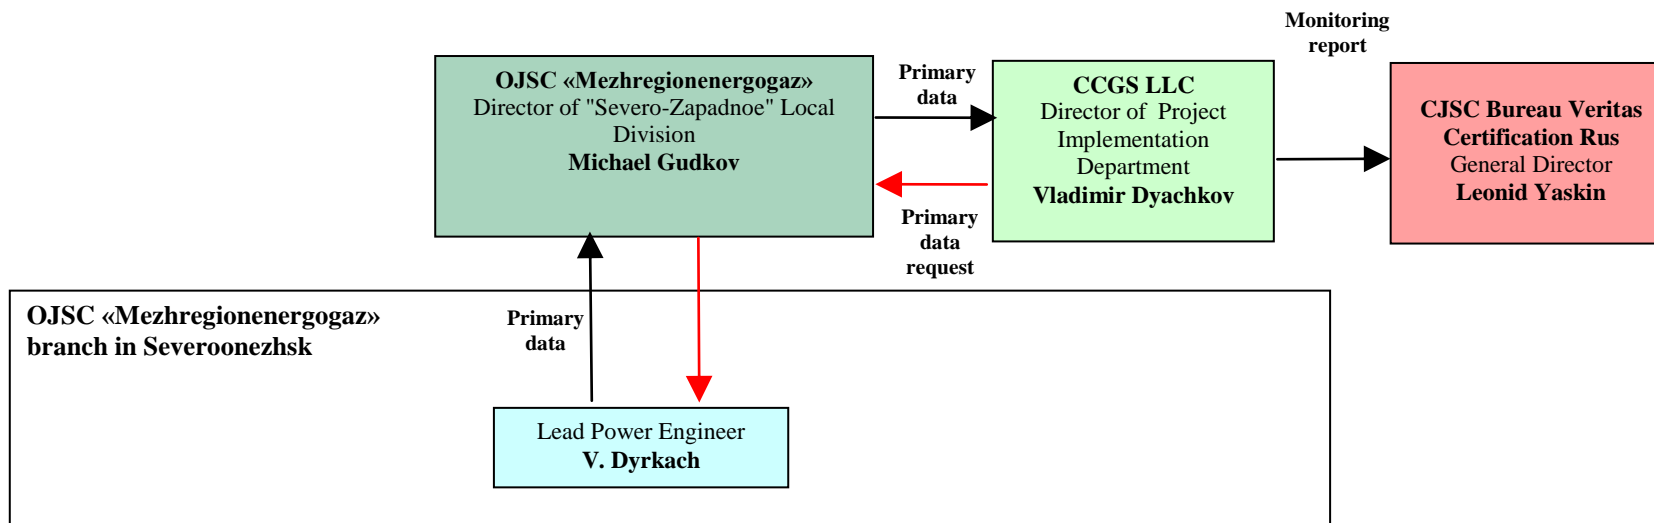 Monitoring
report
OJSC «Mezhregionenergogaz»
Director of "Severo-Zapadnoe" Local
Division
Michael Gudkov
Primary
data
CCGS LLC
Director of Project
Implementation
Department
Vladimir Dyachkov
CJSC Bureau Veritas
Certification Rus
General Director
Leonid Yaskin
Primary
data
request
OJSC «Mezhregionenergogaz»
branch in Severoonezhsk
Primary
data
Lead Power Engineer
V. Dyrkach